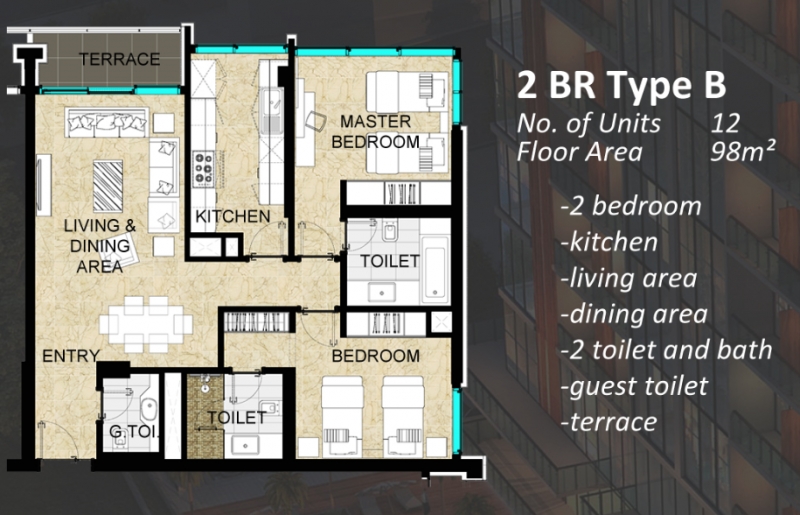 TERRACE
MASTER
BEDROOM
KITCHEN
LIVING &
DINING
AREA
TOILET
ENTRY
BEDROOM
G.TOI.
TOILET
2 BR Type B
No. of Units 12
Floor Area 98m²
-2 bedroom
-kitchen
-living area
-dining area
-2 toilet and bath
-guest toilet
-terrace